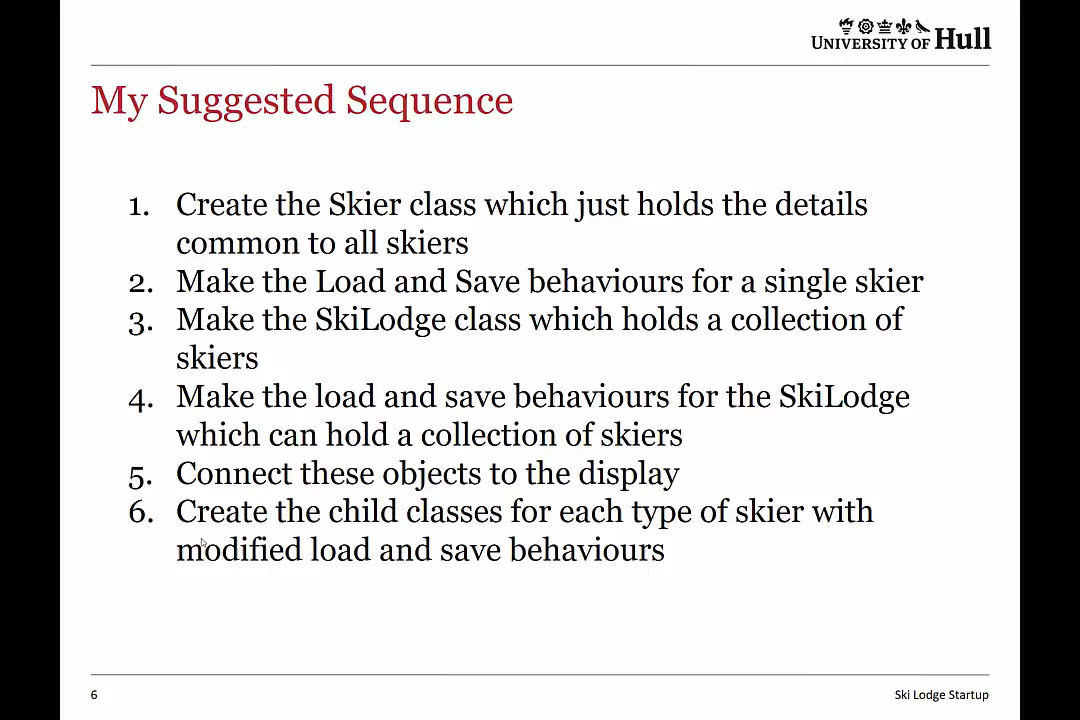 UNIVERSITY OF Hull
My Suggested Sequence
1. Create the Skier class which just holds the details
common to all skiers
2. Make the Load and Save behaviours for a single skier
3. Make the SkiLodge class which holds a collection of
skiers
4. Make the load and save behaviours for the SkiLodge
which can hold a collection of skiers
5. Connect these objects to the display
6. Create the child classes for each type of skier with
modified load and save behaviours
6
Ski Lodge Startup